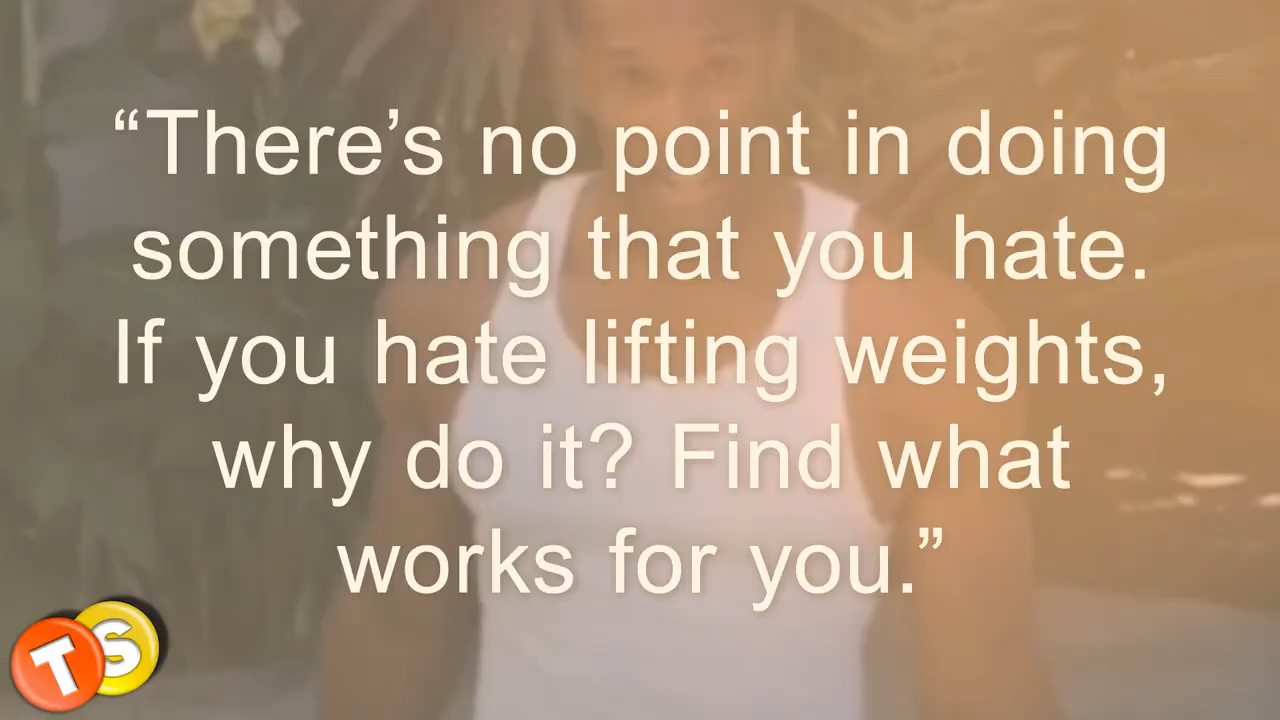 “There’s no point in doing
something that you hate.
If you hate lifting weights,
why do it? Find what
works for you.”
TS